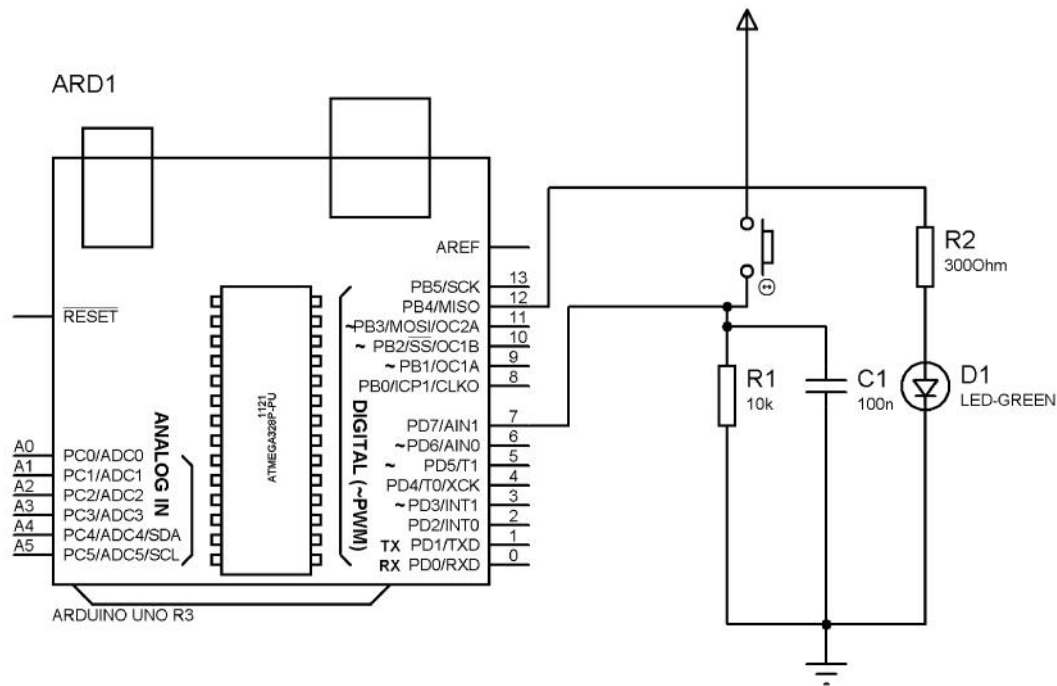 ARD1
AREF
PB5/SCK 13
RESET
PB4/MISO 12
~PB3/MOSI/OC2A 11
~ PB2/SS/OC1B 10
~ PB1/OC1A 9
PB0/ICP1/CLKO 8
1121
ATMEGA328P-PU
DIGITAL (~PWM)
ANALOG IN
PD7/AIN1 7
~PD6/AIN0 6
~ PD5/T1 5
PD4/T0/XCK 4
~PD3/INT1 3
PD2/INT0 2
TX PD1/TXD 1
RX PD0/RXD 0
A0 PC0/ADC0
A1 PC1/ADC1
A2 PC2/ADC2
A3 PC3/ADC3
A4 PC4/ADC4/SDA
A5 PC5/ADC5/SCL
ARDUINO UNO R3
R2
300Ohm
R1
10k
C1
100n
D1
LED-GREEN